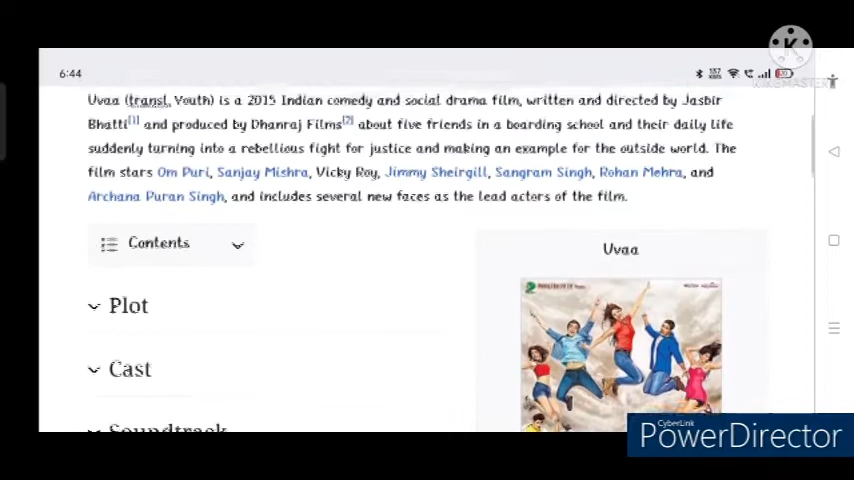 6:44
KINEMASTER
Uvaa (transl. Youth) is a 2015 Indian comedy and social drama film, written and directed by Jasbir
Bhatti[1] and produced by Dhanraj Films[2] about five friends in a boarding school and their daily life
suddenly turning into a rebellious fight for justice and making an example for the outside world. The
film stars Om Puri, Sanjay Mishra, Vicky Roy, Jimmy Sheirgill, Sangram Singh, Rohan Mehra, and
Archana Puran Singh, and includes several new faces as the lead actors of the film.
Contents
Uvaa
Plot
Cast
Soundtrack
CyberLink
PowerDirector